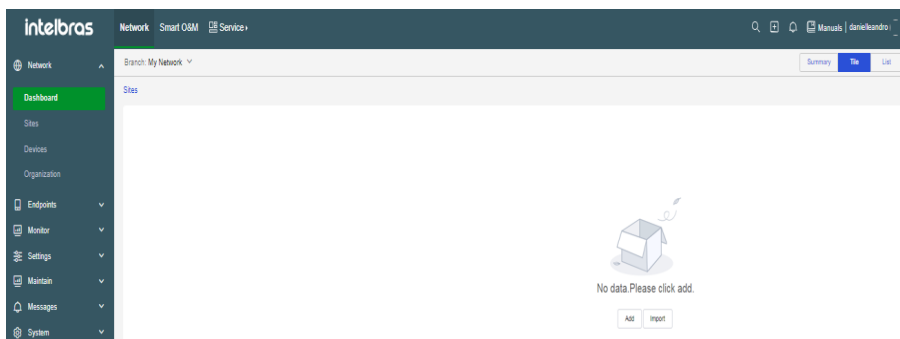 intelbras
Network Smart O&M Service
Manuals | danielleandro
Network
Branch: My Network
Summary Tile List
Dashboard
Sites
Sites
Devices
Organization
Endpoints
Monitor
Settings
Maintain
Messages
System
No data.Please click add.
Add Import